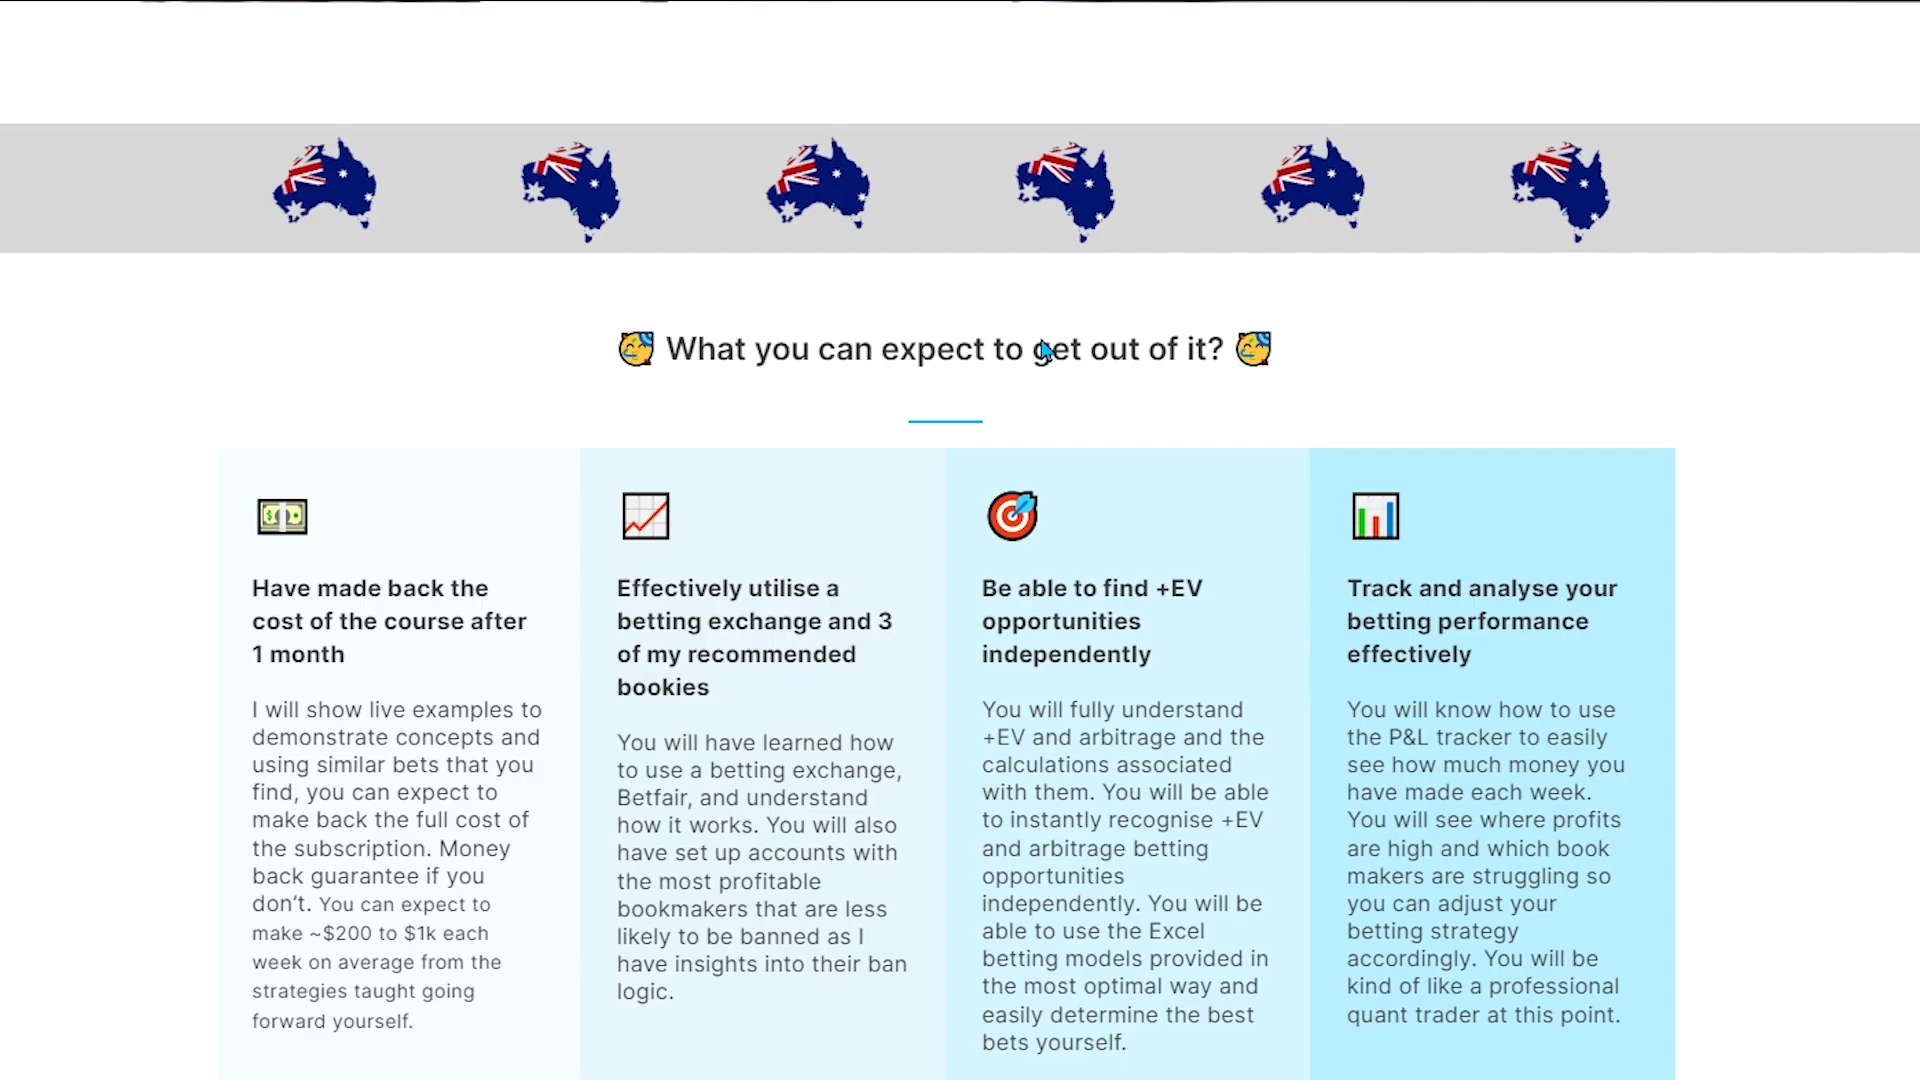 What you can expect to get out of it?
Have made back the
cost of the course after
1 month
I will show live examples to
demonstrate concepts and
using similar bets that you
find, you can expect to
make back the full cost of
the subscription. Money
back guarantee if you
don’t. You can expect to
make ~$200 to $1k each
week on average from the
strategies taught going
forward yourself.
Effectively utilise a
betting exchange and 3
of my recommended
bookies
You will have learned how
to use a betting exchange,
Betfair, and understand
how it works. You will also
have set up accounts with
the most profitable
bookmakers that are less
likely to be banned as I
have insights into their ban
logic.
Be able to find +EV
opportunities
independently
You will fully understand
+EV and arbitrage and the
calculations associated
with them. You will be able
to instantly recognise +EV
and arbitrage betting
opportunities
independently. You will be
able to use the Excel
betting models provided in
the most optimal way and
easily determine the best
bets yourself.
Track and analyse your
betting performance
effectively
You will know how to use
the P&L tracker to easily
see how much money you
have made each week.
You will see where profits
are high and which book
makers are struggling so
you can adjust your
betting strategy
accordingly. You will be
kind of like a professional
quant trader at this point.